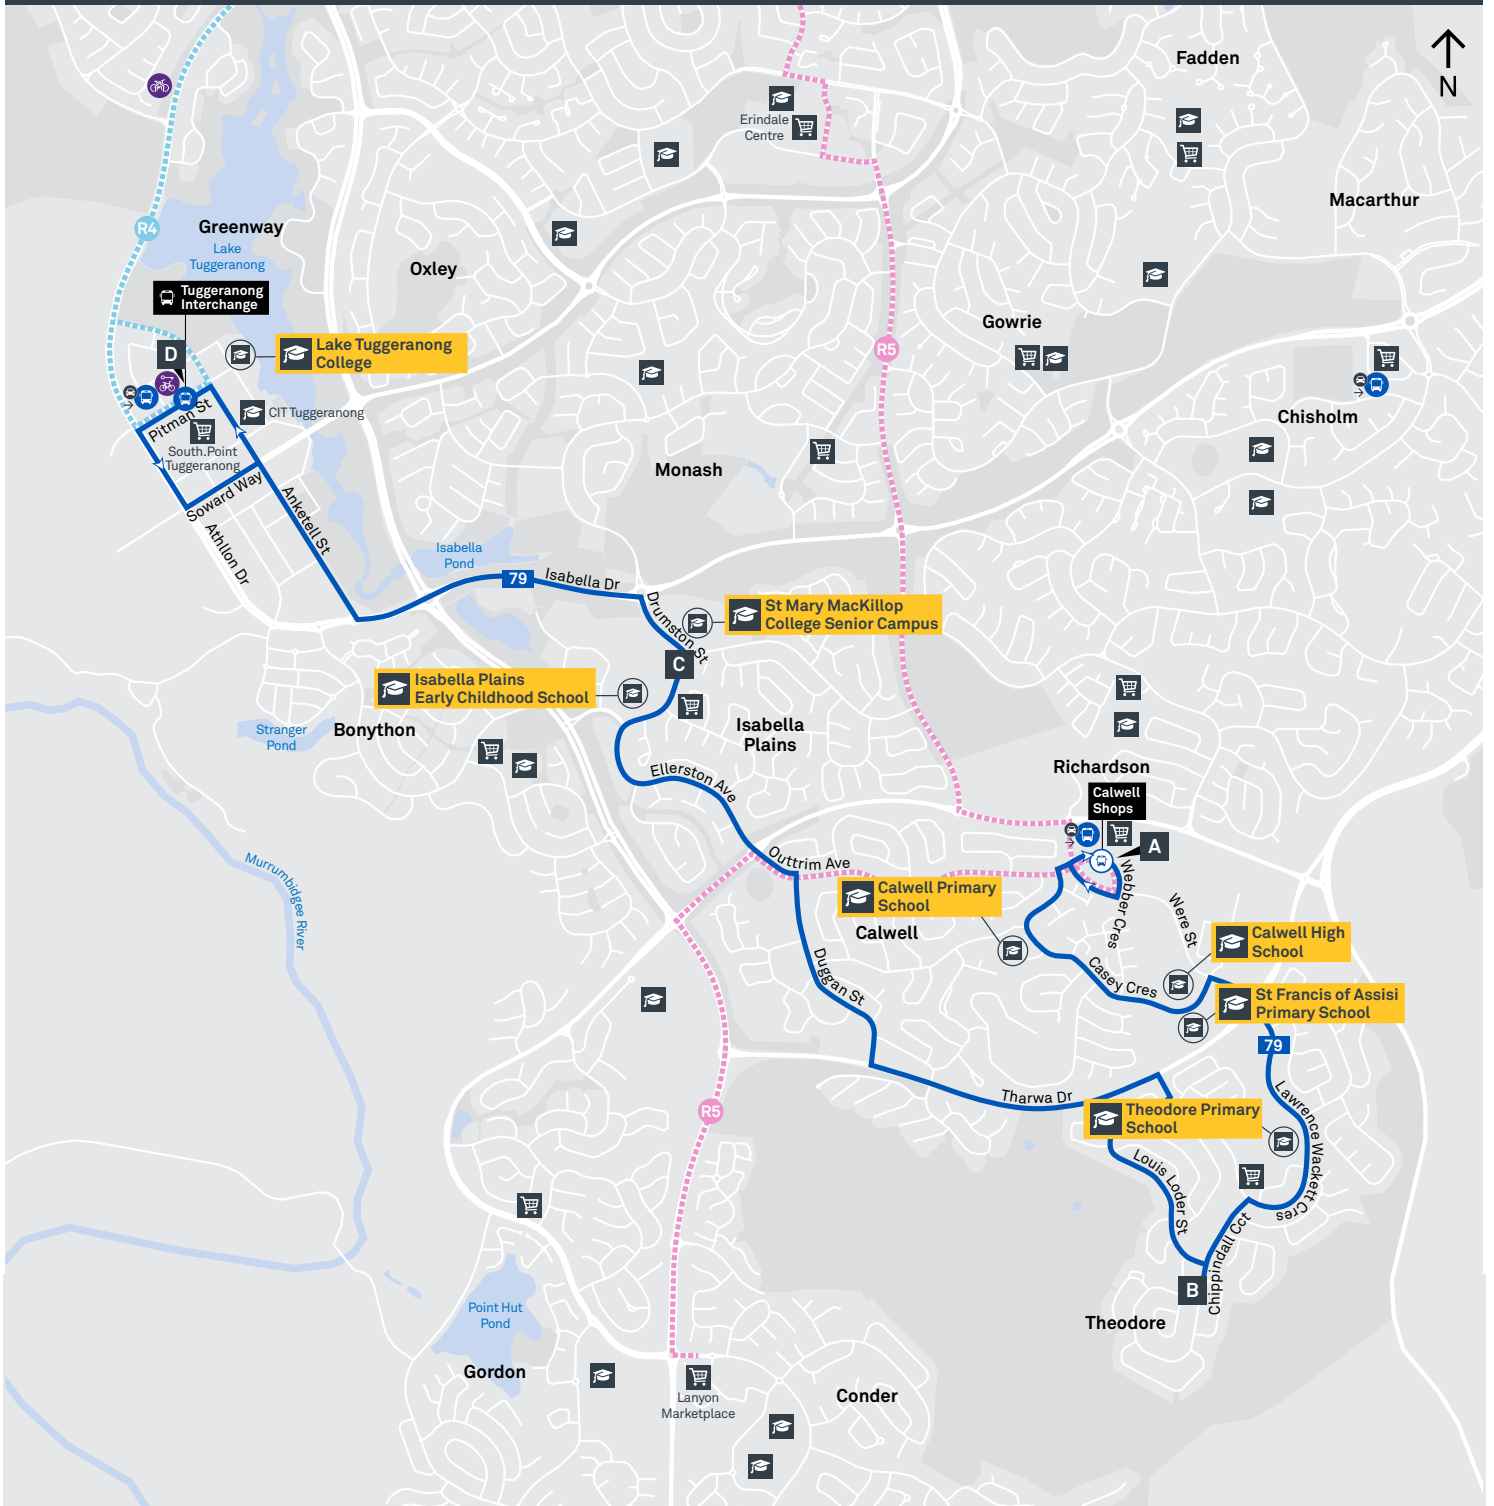 Fadden
N
Erindale
Centre
Macarthur
R4
Greenway
Lake
Tuggeranong
Oxley
Tuggeranong
Interchange
Gowrie
R5
D
Lake Tuggeranong
College
Chisholm
CIT Tuggeranong
Pitman St
South.Point
Tuggeranong
Monash
Soward Way
Anketell St
Athllon Dr
Isabella
Pond
79
Isabella Dr
Drumston St
St Mary MacKillop
College Senior Campus
C
Isabella Plains
Early Childhood School
Stranger
Pond
Bonython
Isabella
Plains
Ellerston Ave
Richardson
Calwell
Shops
A
Outtrim Ave
Webber Cres
Murrumbidgee River
Calwell Primary
School
Calwell
Were St
Calwell High
School
Duggan St
Casey Cres
St Francis of Assisi
Primary School
79
Tharwa Dr
R5
Theodore Primary
School
Lawrence Wackett Cres
Louis Loder St
Chippindall Cct
B
Theodore
Point Hut
Pond
Gordon
Lanyon
Marketplace
Conder